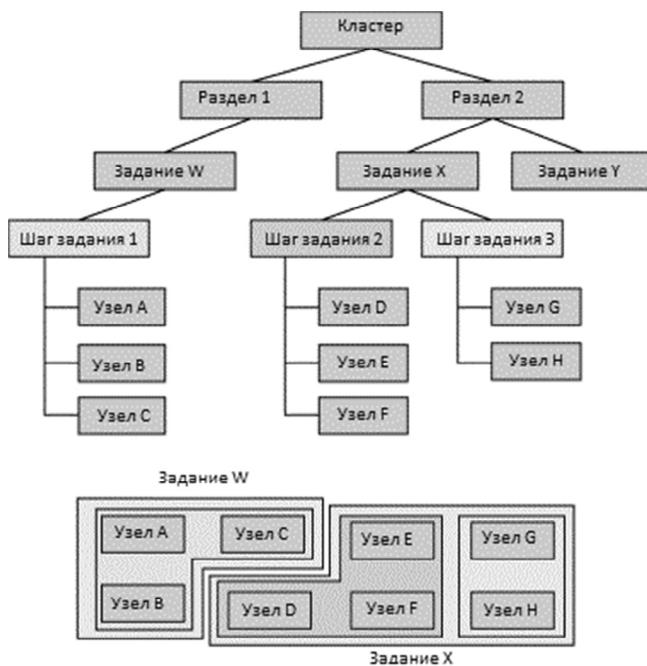 Кластер
Раздел 1
Раздел 2
Задание W
Задание X
Задание Y
Шаг задания 1
Шаг задания 2
Шаг задания 3
Узел A
Узел D
Узел G
Узел B
Узел E
Узел H
Узел C
Узел F
Задание W
Узел A
Узел C
Узел E
Узел G
Узел B
Узел D
Узел F
Узел H
Задание X